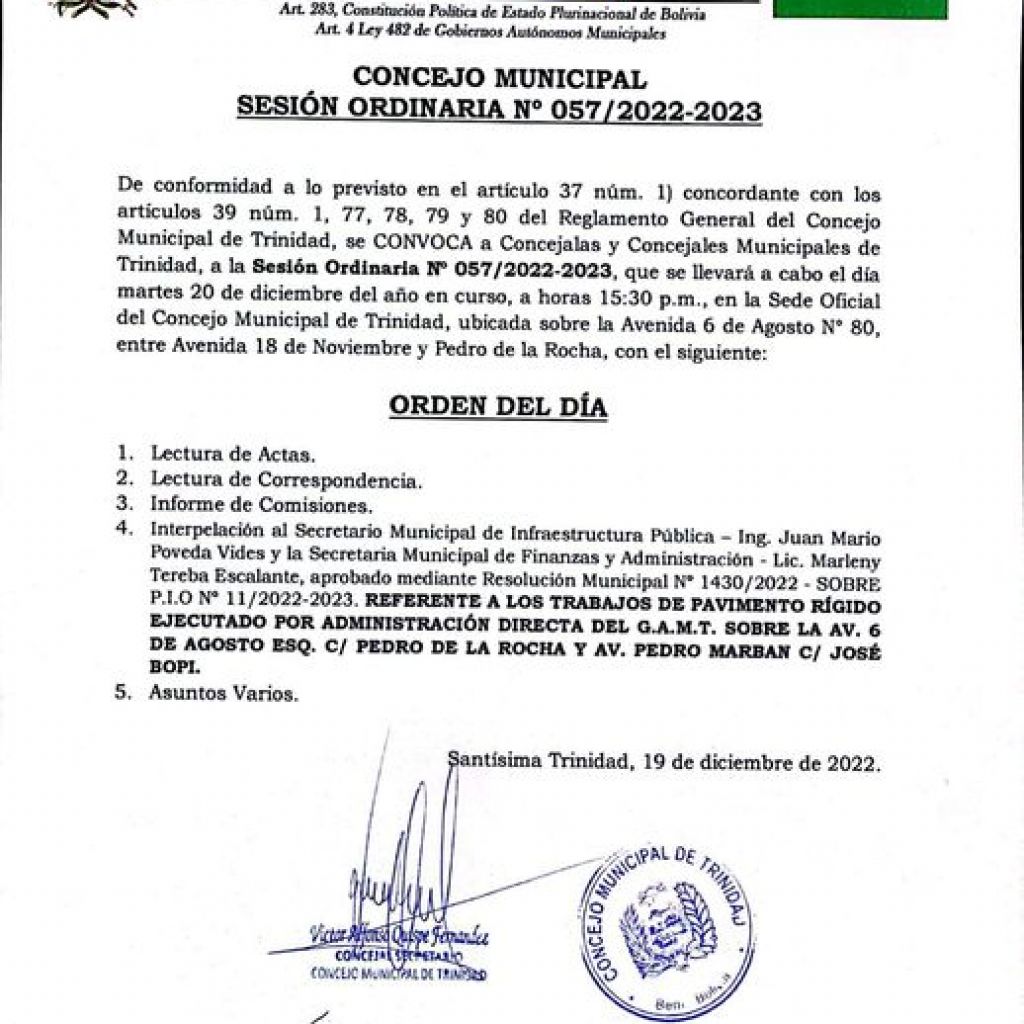 Art. 283, Constitución Política de Estado Plurinacional de Bolivia
Art. 4 Ley 482 de Gobiernos Autónomos Municipales
CONCEJO MUNICIPAL
SESIÓN ORDINARIA Nº 057/2022-2023
De conformidad a lo previsto en el artículo 37 núm. 1) concordante con los
artículos 39 núm. 1, 77, 78, 79 y 80 del Reglamento General del Concejo
Municipal de Trinidad, se CONVOCA a Concejalas y Concejales Municipales de
Trinidad, a la Sesión Ordinaria Nº 057/2022-2023, que se llevará a cabo el día
martes 20 de diciembre del año en curso, a horas 15:30 p.m., en la Sede Oficial
del Concejo Municipal de Trinidad, ubicada sobre la Avenida 6 de Agosto Nº 80,
entre Avenida 18 de Noviembre y Pedro de la Rocha, con el siguiente:
ORDEN DEL DÍA
1. Lectura de Actas.
2. Lectura de Correspondencia.
3. Informe de Comisiones.
4. Interpelación al Secretario Municipal de Infraestructura Pública – Ing. Juan Mario
Poveda Vides y la Secretaria Municipal de Finanzas y Administración - Lic. Marleny
Tereba Escalante, aprobado mediante Resolución Municipal Nº 1430/2022 - SOBRE
P.I.O Nº 11/2022-2023. REFERENTE A LOS TRABAJOS DE PAVIMENTO RÍGIDO
EJECUTADO POR ADMINISTRACIÓN DIRECTA DEL G.A.M.T. SOBRE LA AV. 6
DE AGOSTO ESQ. C/ PEDRO DE LA ROCHA Y AV. PEDRO MARBAN C/ JOSÉ
BOPI.
5. Asuntos Varios.
Santísima Trinidad, 19 de diciembre de 2022.
Victor Alfonso Quispe Fernandez
CONCEJAL SECRETARIO
CONCEJO MUNICIPAL DE TRINIDAD
CONCEJO MUNICIPAL DE TRINIDAD
Beni Bolivia